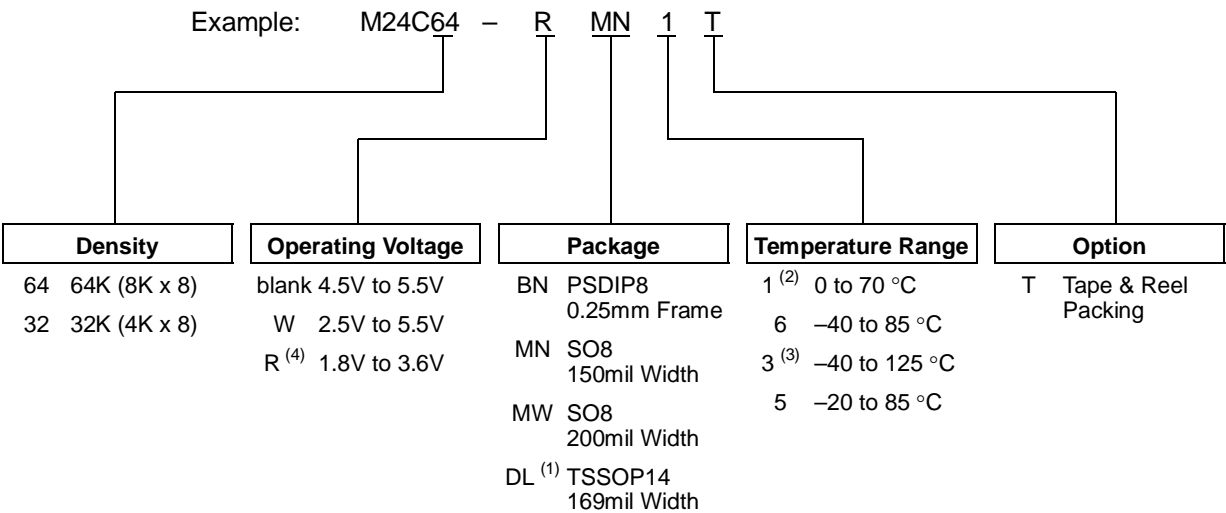 Example: M24C64 – R MN 1 T
Density
64 64K (8K x 8)
32 32K (4K x 8)
Operating Voltage
blank 4.5V to 5.5V
W 2.5V to 5.5V
R (4) 1.8V to 3.6V
Package
BN PSDIP8
0.25mm Frame
MN SO8
150mil Width
MW SO8
200mil Width
DL (1) TSSOP14
169mil Width
Temperature Range
1 (2) 0 to 70 °C
6 –40 to 85 °C
3 (3) –40 to 125 °C
5 –20 to 85 °C
Option
T Tape & Reel
Packing